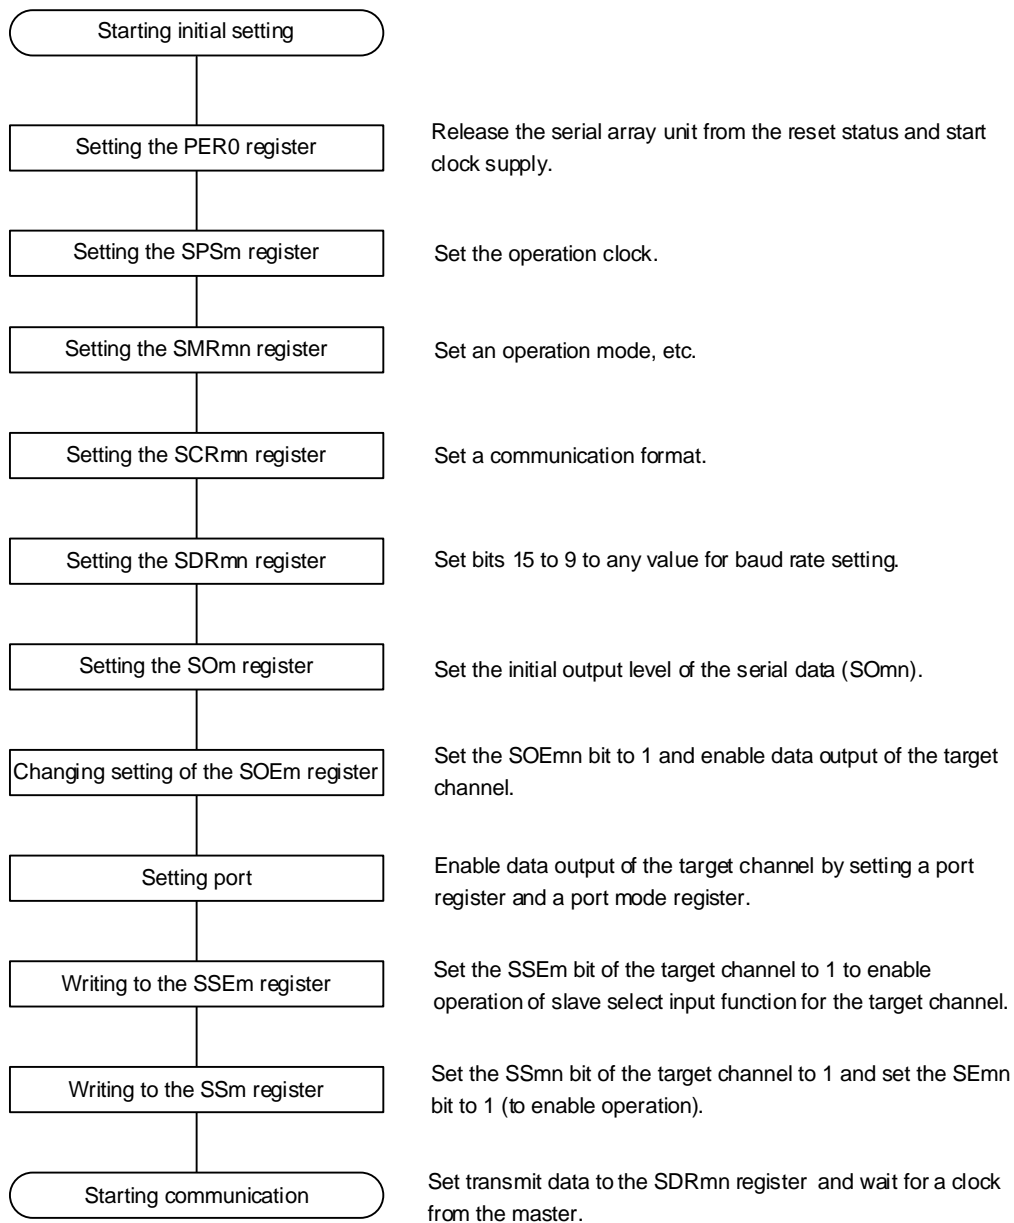 Starting initial setting
Setting the PER0 register
Release the serial array unit from the reset status and start
clock supply.
Setting the SPSm register
Set the operation clock.
Setting the SMRmn register
Set an operation mode, etc.
Setting the SCRmn register
Set a communication format.
Setting the SDRmn register
Set bits 15 to 9 to any value for baud rate setting.
Setting the SOm register
Set the initial output level of the serial data (SOmn).
Changing setting of the SOEm register
Set the SOEmn bit to 1 and enable data output of the target
channel.
Setting port
Enable data output of the target channel by setting a port
register and a port mode register.
Writing to the SSEm register
Set the SSEm bit of the target channel to 1 to enable
operation of slave select input function for the target channel.
Writing to the SSm register
Set the SSmn bit of the target channel to 1 and set the SEmn
bit to 1 (to enable operation).
Starting communication
Set transmit data to the SDRmn register and wait for a clock
from the master.